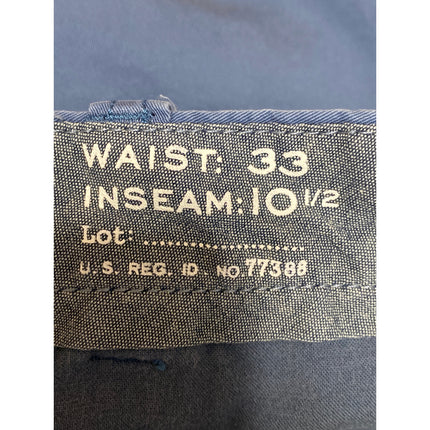 WAIST: 33
INSEAM: 10 1/2
Lot: ........................
U.S. REG. ID. NO. 77388